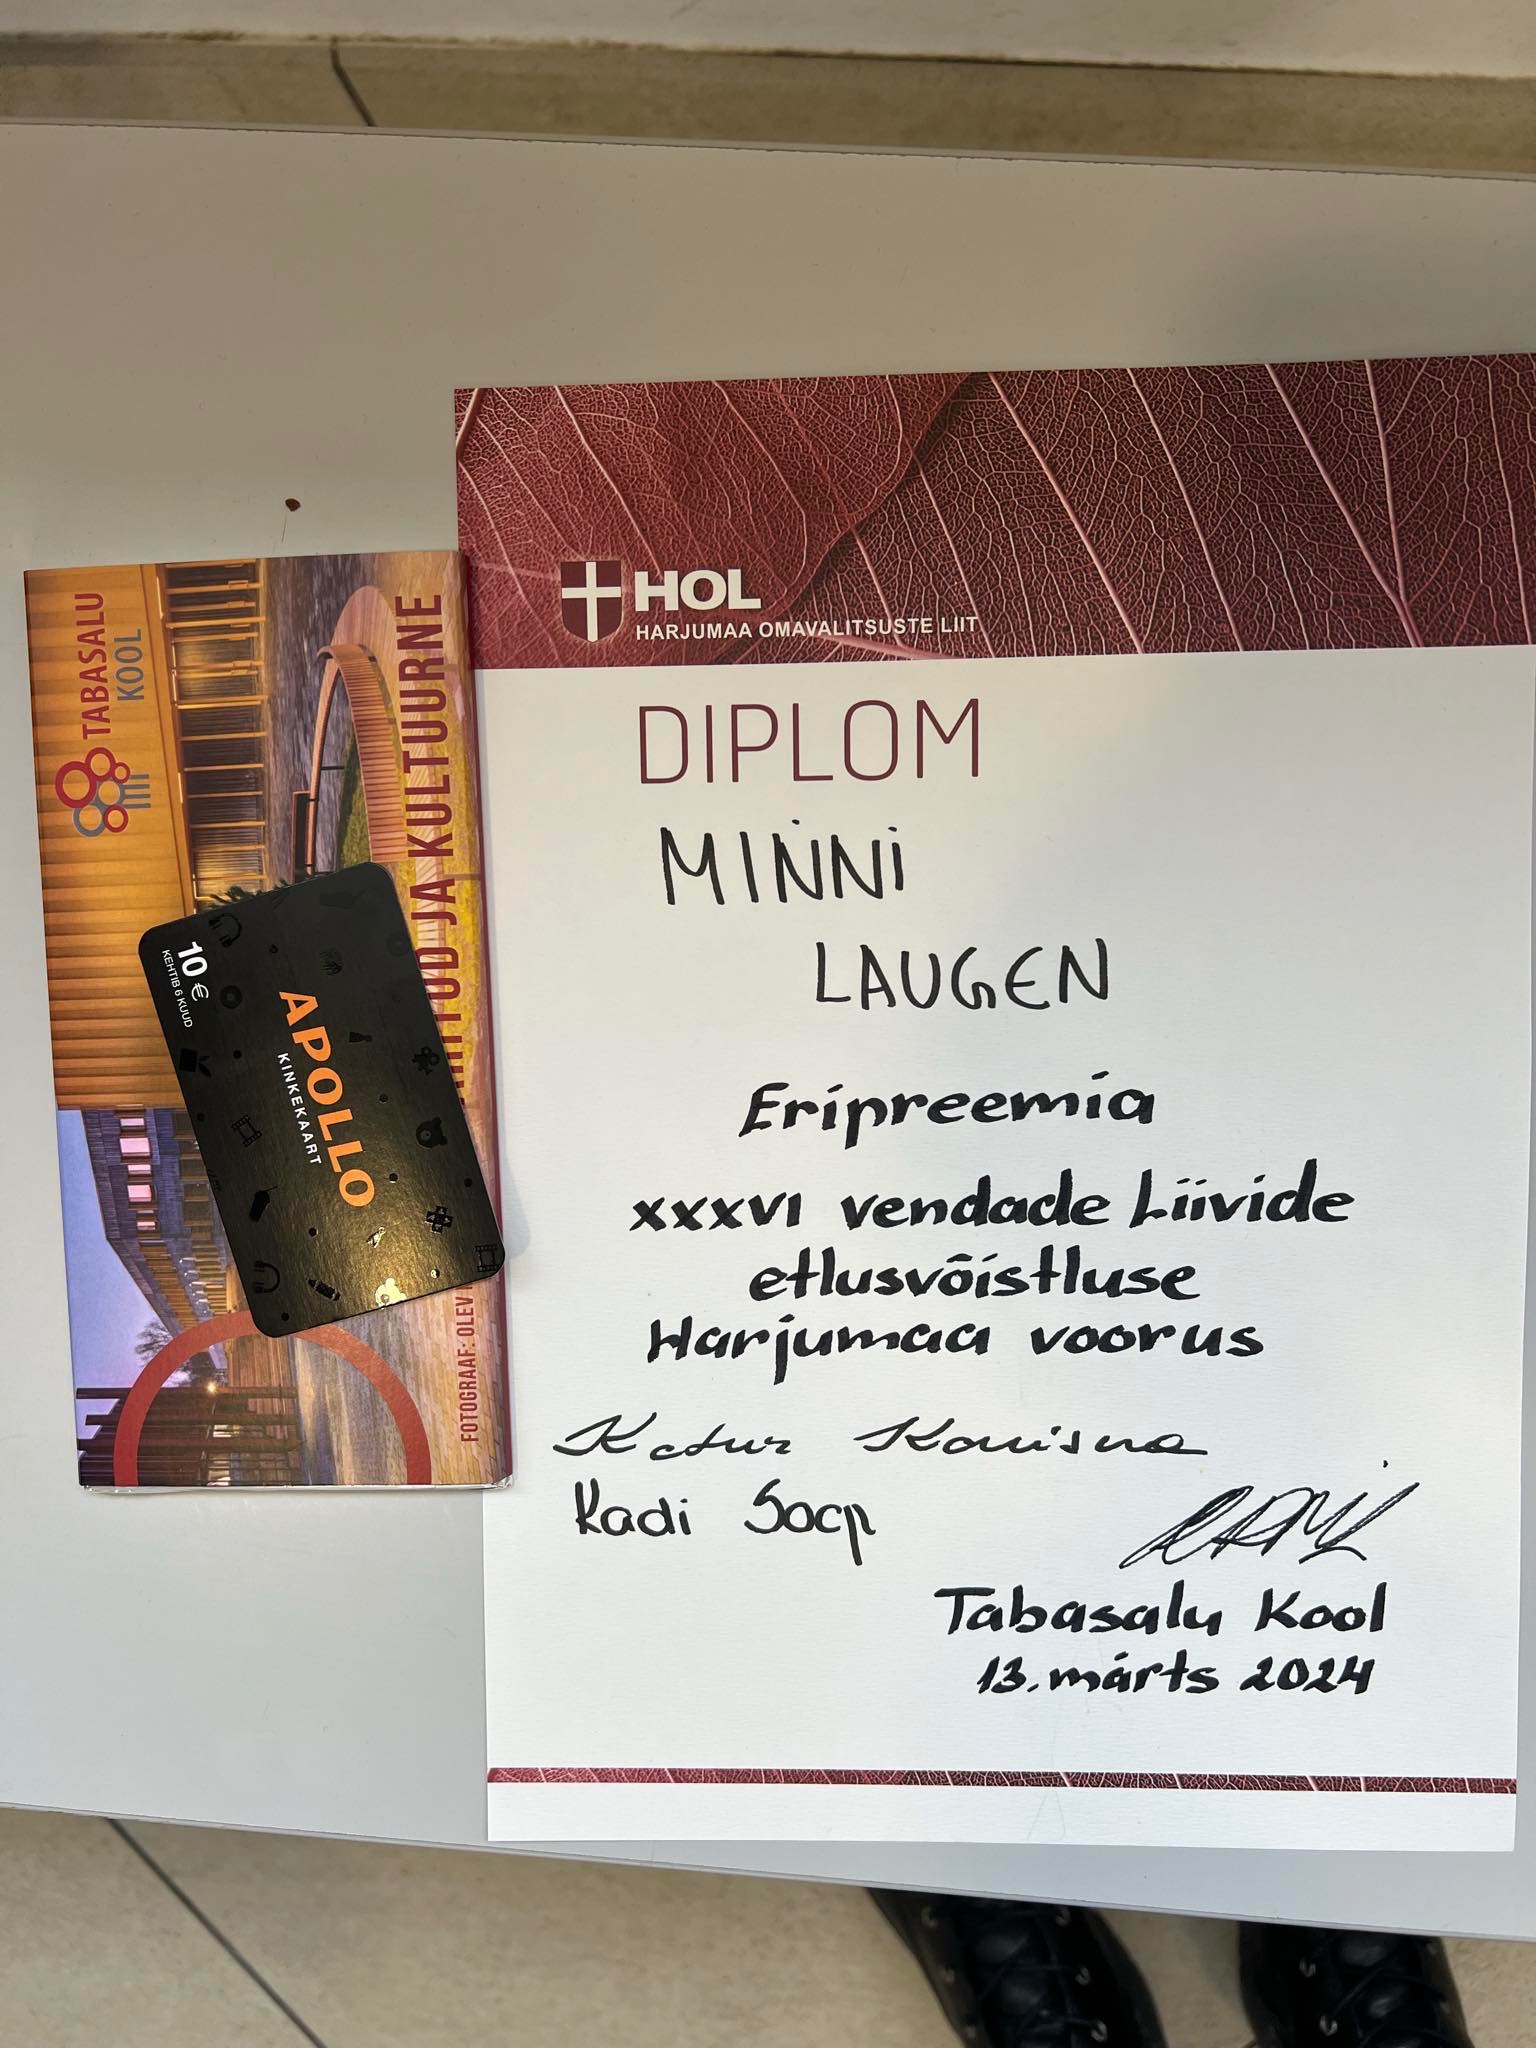 HOL
HARJUMAA OMAVALITSUSTE LIIT
DIPLOM
MINNI
LAUGEN
Eripreemia
XXXVI vendade Liivide
etlusvõistluse
Harjumaa voorus
Kadi
Tabasalu Kool
13. märts 2024
TABASALU
KOOL
JA KULTUURNE
FOTOGRAAF: OLEV
10 €
KEHTIB 6 KUUD
APOLLO
KINKEKAART